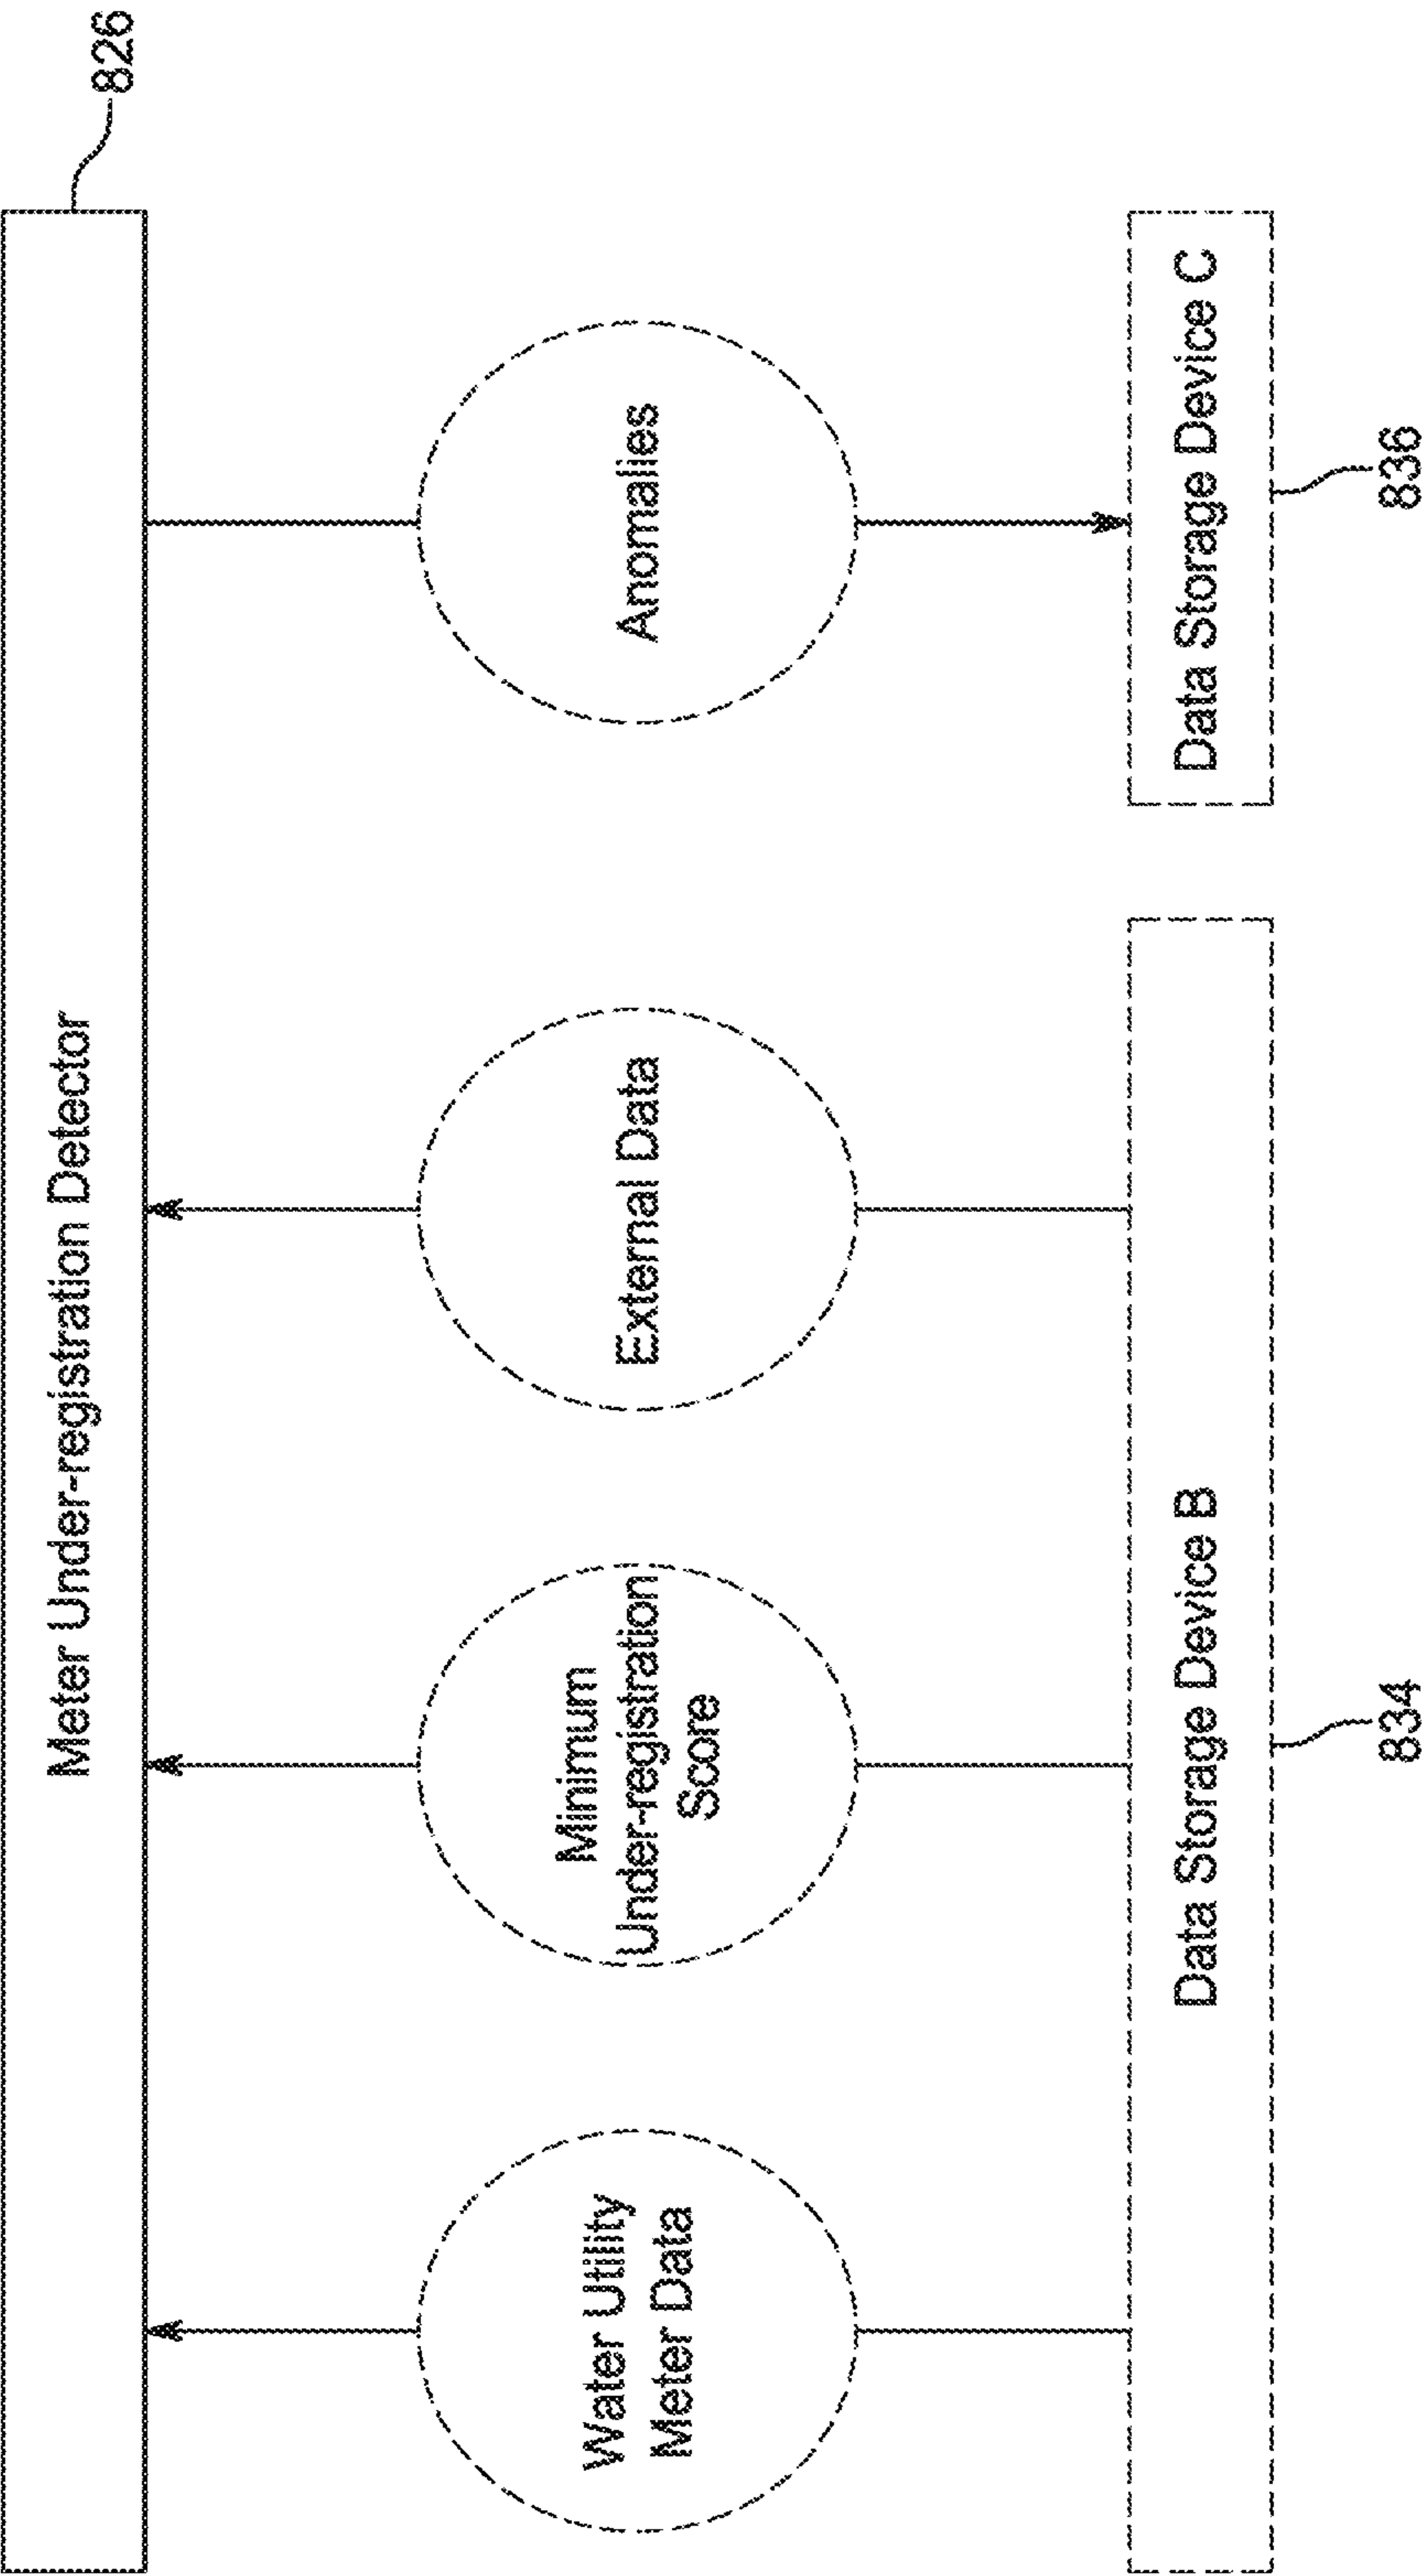 Meter Under-registration Detector
826
Water Utility
Meter Data
Minimum
Under-registration
Score
External Data
Anomalies
Data Storage Device B
834
Data Storage Device C
836